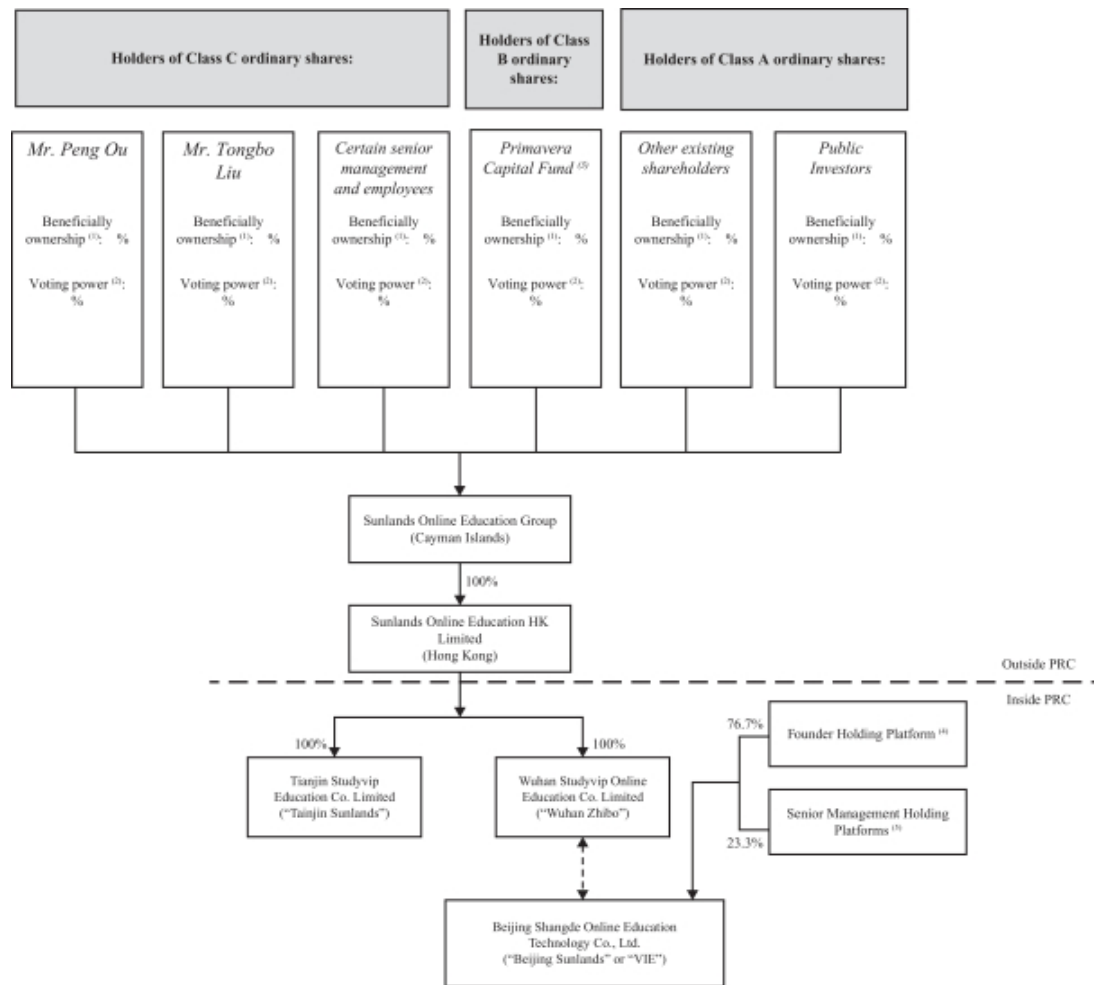 Holders of Class C ordinary shares:
Holders of Class
B ordinary
shares:
Holders of Class A ordinary shares:
Mr. Peng Ou
Beneficially
ownership (1): %
Voting power (2):
%
Mr. Tongbo
Liu
Beneficially
ownership (1): %
Voting power (2):
%
Certain senior
management
and employees
Beneficially
ownership (1): %
Voting power (2):
%
Primavera
Capital Fund (3)
Beneficially
ownership (1): %
Voting power (2):
%
Other existing
shareholders
Beneficially
ownership (1): %
Voting power (2):
%
Public
Investors
Beneficially
ownership (1): %
Voting power (2):
%
Sunlands Online Education Group
(Cayman Islands)
100%
Sunlands Online Education HK
Limited
(Hong Kong)
Outside PRC
Inside PRC
100%
100%
76.7%
Founder Holding Platform (4)
Tianjin Studyvip
Education Co. Limited
(“Tainjin Sunlands”)
Wuhan Studyvip Online
Education Co. Limited
(“Wuhan Zhibo”)
Senior Management Holding
Platforms (5)
23.3%
Beijing Shangde Online Education
Technology Co., Ltd.
(“Beijing Sunlands” or “VIE”)